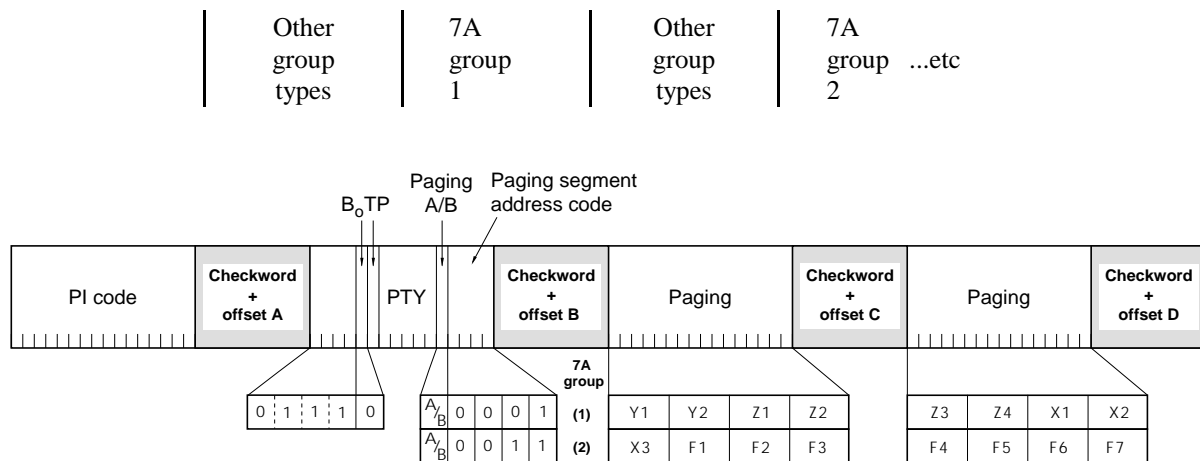 Other 7A Other 7A
group group group group ...etc
types 1 types 2
Paging Paging segment
BoTP A/B address code
PI code Checkword + offset A PTY Checkword + offset B Paging Checkword + offset C Paging Checkword + offset D
7A group
0 1 1 1 0 A/B 0 0 0 1 (1) Y1 Y2 Z1 Z2 Z3 Z4 X1 X2
A/B 0 0 1 1 (2) X3 F1 F2 F3 F4 F5 F6 F7